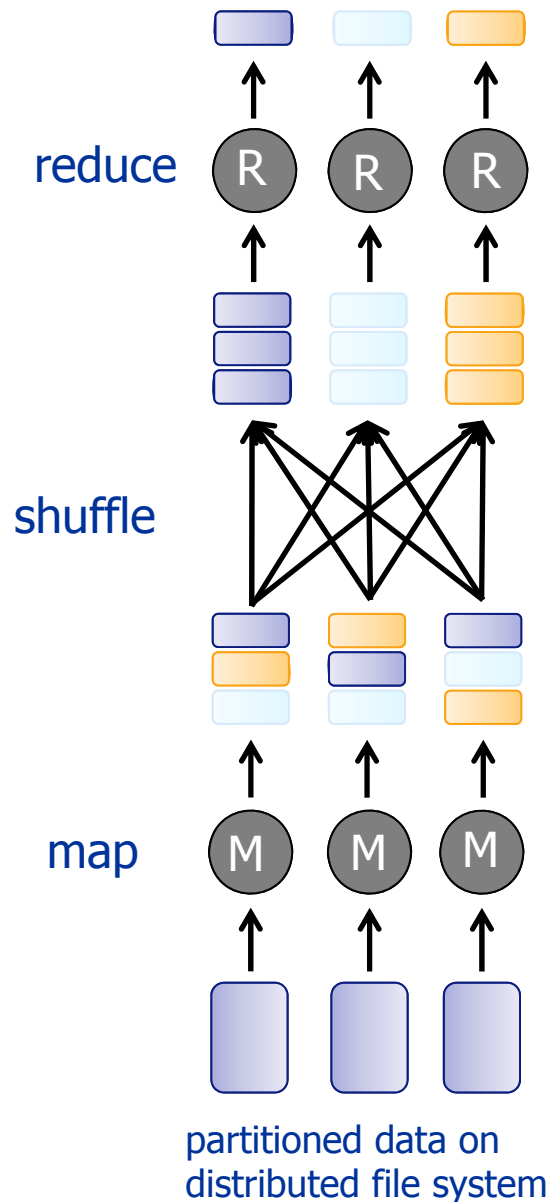 reduce
R
R
R
shuffle
map
M
M
M
partitioned data on
distributed file system